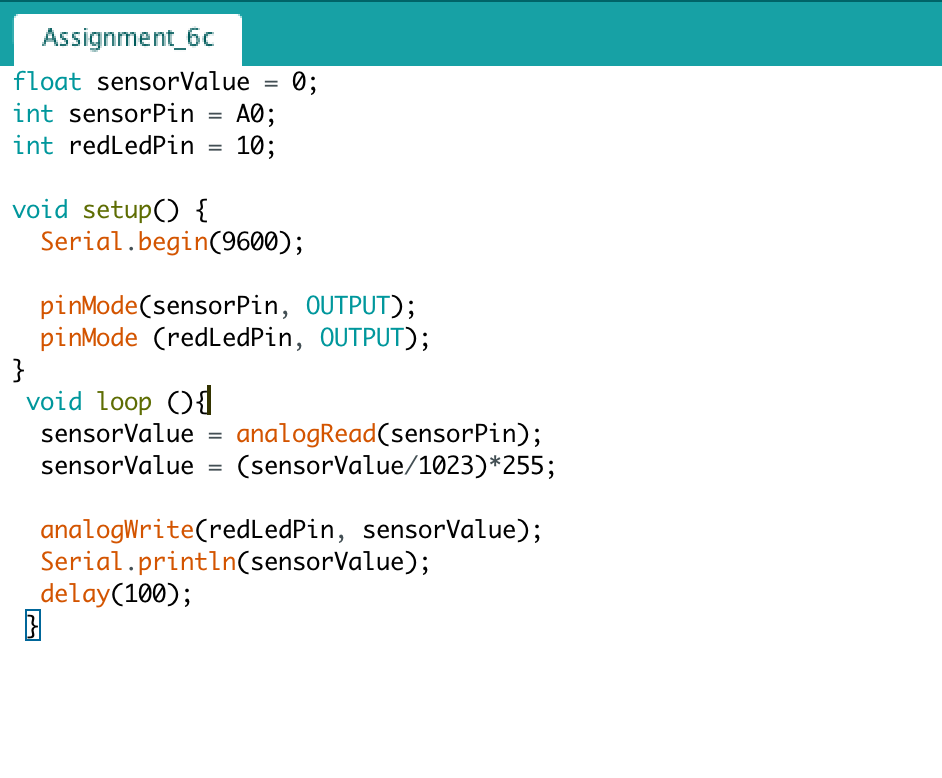 Assignment_6c
float sensorValue = 0;
int sensorPin = A0;
int redLedPin = 10;
void setup() {
Serial.begin(9600);
pinMode(sensorPin, OUTPUT);
pinMode (redLedPin, OUTPUT);
}
void loop (){
sensorValue = analogRead(sensorPin);
sensorValue = (sensorValue/1023)*255;
analogWrite(redLedPin, sensorValue);
Serial.println(sensorValue);
delay(100);
}